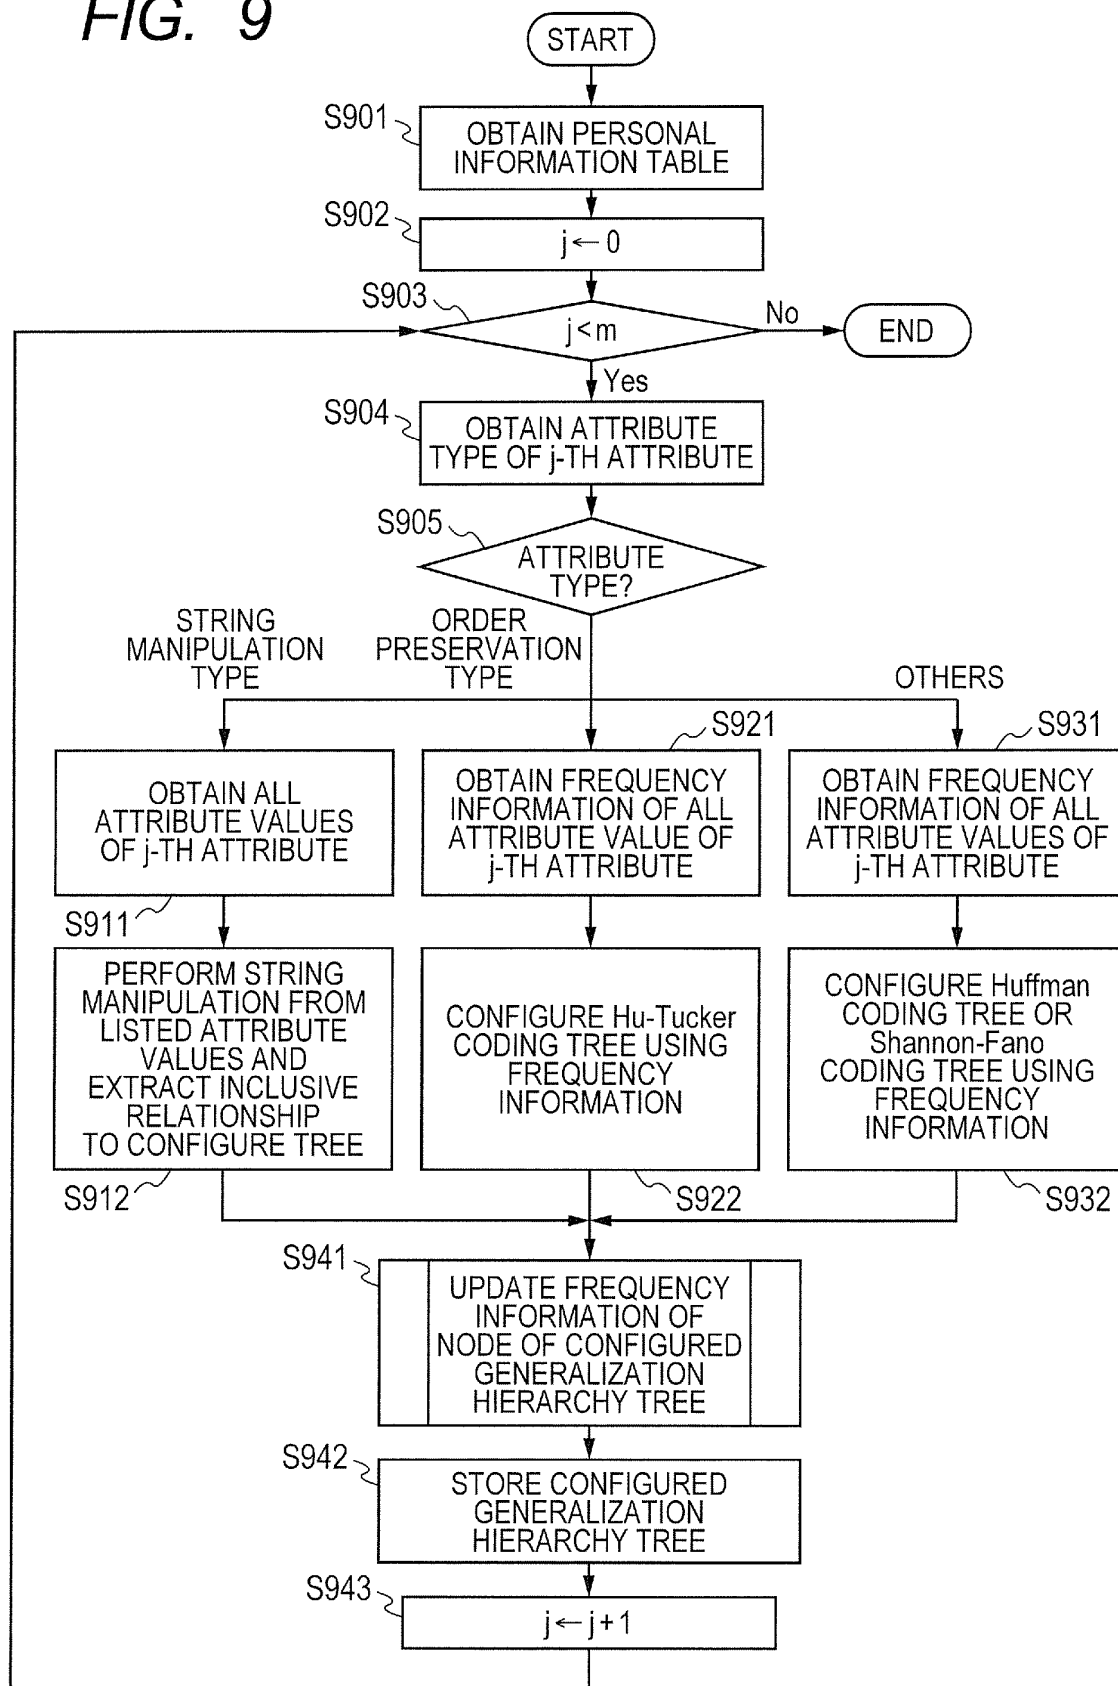 FIG. 9
START
S901
OBTAIN PERSONAL
INFORMATION TABLE
S902
j←0
S903
j<m
No
END
Yes
S904
OBTAIN ATTRIBUTE
TYPE OF j-TH ATTRIBUTE
S905
ATTRIBUTE
TYPE?
STRING
MANIPULATION
TYPE
ORDER
PRESERVATION
TYPE
OTHERS
S921
S931
OBTAIN ALL
ATTRIBUTE VALUES
OF j-TH ATTRIBUTE
S911
OBTAIN FREQUENCY
INFORMATION OF ALL
ATTRIBUTE VALUE OF
j-TH ATTRIBUTE
OBTAIN FREQUENCY
INFORMATION OF ALL
ATTRIBUTE VALUES OF
j-TH ATTRIBUTE
PERFORM STRING
MANIPULATION FROM
LISTED ATTRIBUTE
VALUES AND
EXTRACT INCLUSIVE
RELATIONSHIP
TO CONFIGURE TREE
S912
CONFIGURE Hu-Tucker
CODING TREE USING
FREQUENCY
INFORMATION
S922
CONFIGURE Huffman
CODING TREE OR
Shannon-Fano
CODING TREE USING
FREQUENCY
INFORMATION
S932
S941
UPDATE FREQUENCY
INFORMATION OF
NODE OF CONFIGURED
GENERALIZATION
HIERARCHY TREE
S942
STORE CONFIGURED
GENERALIZATION
HIERARCHY TREE
S943
j←j+1